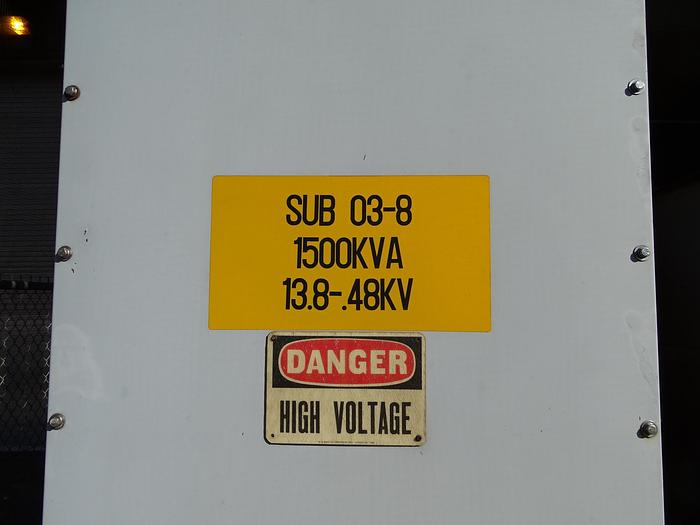 SUB 03-8
1500KVA
13.8-.48KV
DANGER
HIGH VOLTAGE